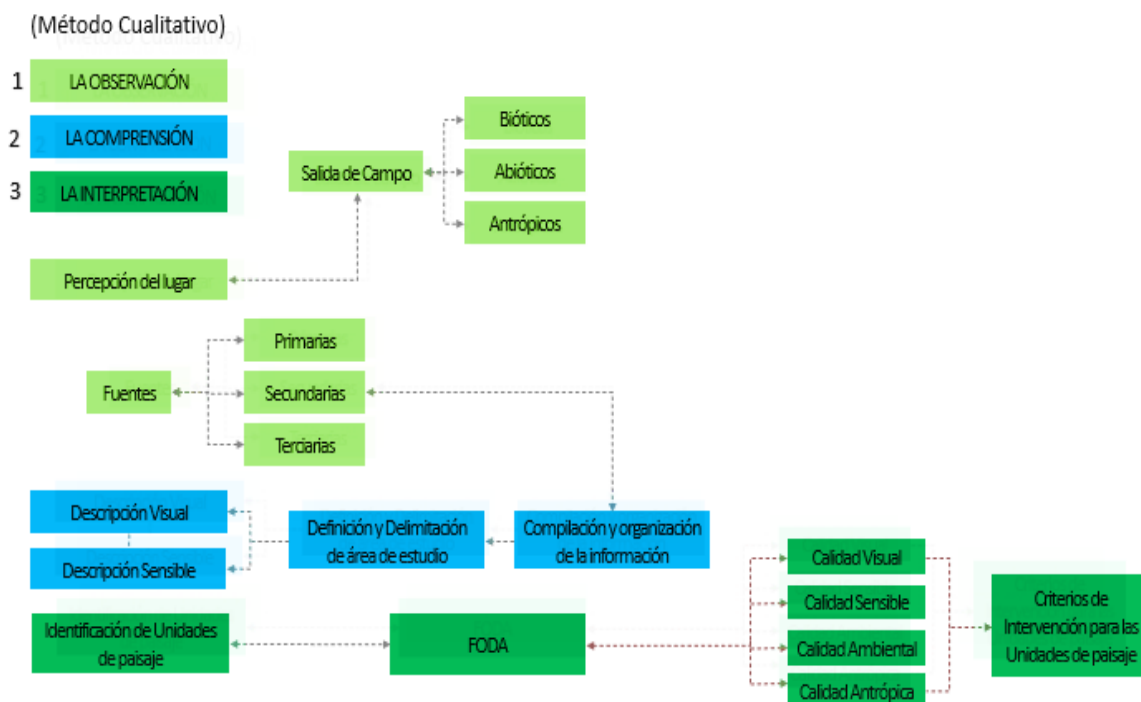 (Método Cualitativo)
1 LA OBSERVACIÓN
2 LA COMPRENSIÓN
3 LA INTERPRETACIÓN
Bióticos
Salida de Campo
Abióticos
Antrópicos
Percepción del lugar
Primarias
Fuentes
Secundarias
Terciarias
Descripción Visual
Descripción Sensible
Definición y Delimitación
de área de estudio
Compilación y organización
de la información
Identificación de Unidades
de paisaje
FODA
Calidad Visual
Calidad Sensible
Calidad Ambiental
Calidad Antrópica
Criterios de
Intervención para las
Unidades de paisaje